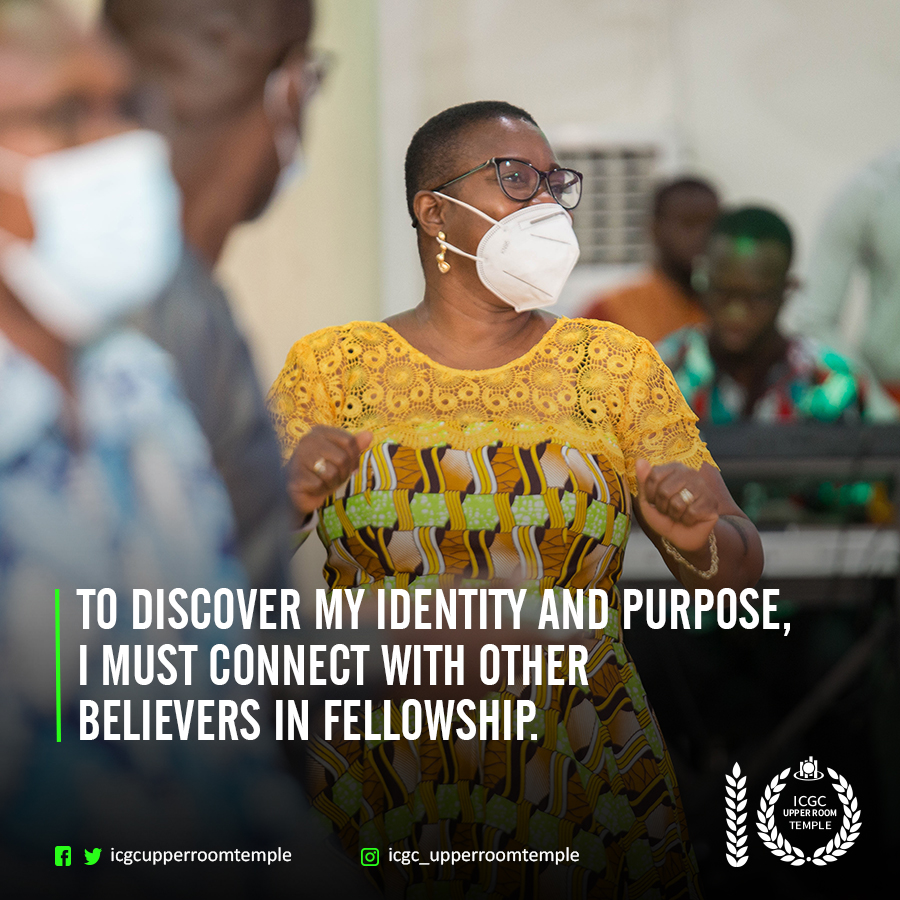 TO DISCOVER MY IDENTITY AND PURPOSE,
I MUST CONNECT WITH OTHER
BELIEVERS IN FELLOWSHIP.
ICGC
UPPER ROOM
TEMPLE
icgcupperroomtemple
icgc_upperroomtemple